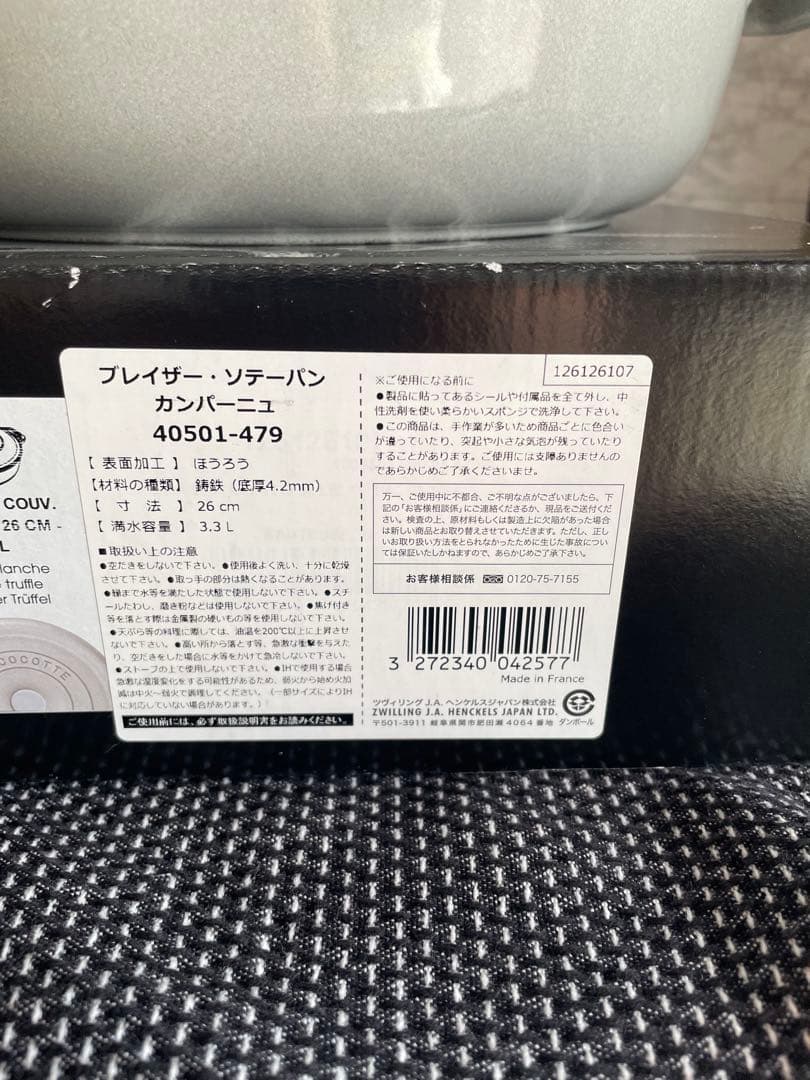 COUV.
26 CM -
L
lanche
truffle
er Trüffel
COCOTTE
ブレイザー・ソテーパン
カンパーニュ
40501-479
【 表面加工 】 ほうろう
【材料の種類】 鋳鉄（底厚4.2mm）
【 寸 法 】 26 cm
【 満水容量 】 3.3 L
■取扱い上の注意
●空だきをしないで下さい。●使用後よく洗い、十分に乾燥
させて下さい。●取っ手の部分は熱くなることがあります。
●縁まで水等を満たした状態で使用しないで下さい。●スチ
ールたわし、磨き粉などは使用しないで下さい。●焦げ付き
等を落とす際は金属製の硬いもの等を使用しないで下さい。
●天ぷら等の料理に際しては、油温を200℃以上に上昇させ
ないで下さい。●高い所から落とす等、急激な衝撃を与えた
り、空だきをした場合に水等をかけて急冷しないで下さい。
●ストーブの上で使用しないで下さい。●IHで使用する場合
急激な温度変化をする可能性があるため、弱火から始め火加
減は中火～弱火で調理してください。（一部サイズによりIH
に対応していない場合があります。）
ご使用前には、必ず取扱説明書をお読みください。
126126107
※ご使用になる前に
●製品に貼ってあるシールや付属品を全て外し、中
性洗剤を使い柔らかいスポンジで洗浄して下さい。
●この商品は、手作業が多いため商品ごとに色合い
が違っていたり、突起や小さな気泡が残っていたり
することがあります。ご使用には支障ありませんの
であらかじめご了承くださいませ。
万一、ご使用中に不都合、ご不明な点がございましたら、下
記の「お客様相談係」にご連絡くださるか、現品をご送付くだ
さい。検査の上、原材料もしくは製造上に欠陥があった場合
は新しい商品とお取り替えさせていただきます。ただし、正し
いお取り扱い方法をとられなかったために生じた事故につい
ては保証いたしかねますので、あらかじめご了承下さい。
お客様相談係 0120-75-7155
3 272340 042577
Made in France
ツヴィリング J.A. ヘンケルスジャパン株式会社
ZWILLING J.A. HENCKELS JAPAN LTD.
〒501-3911 岐阜県関市肥田瀬 4064 番地
ダンボール